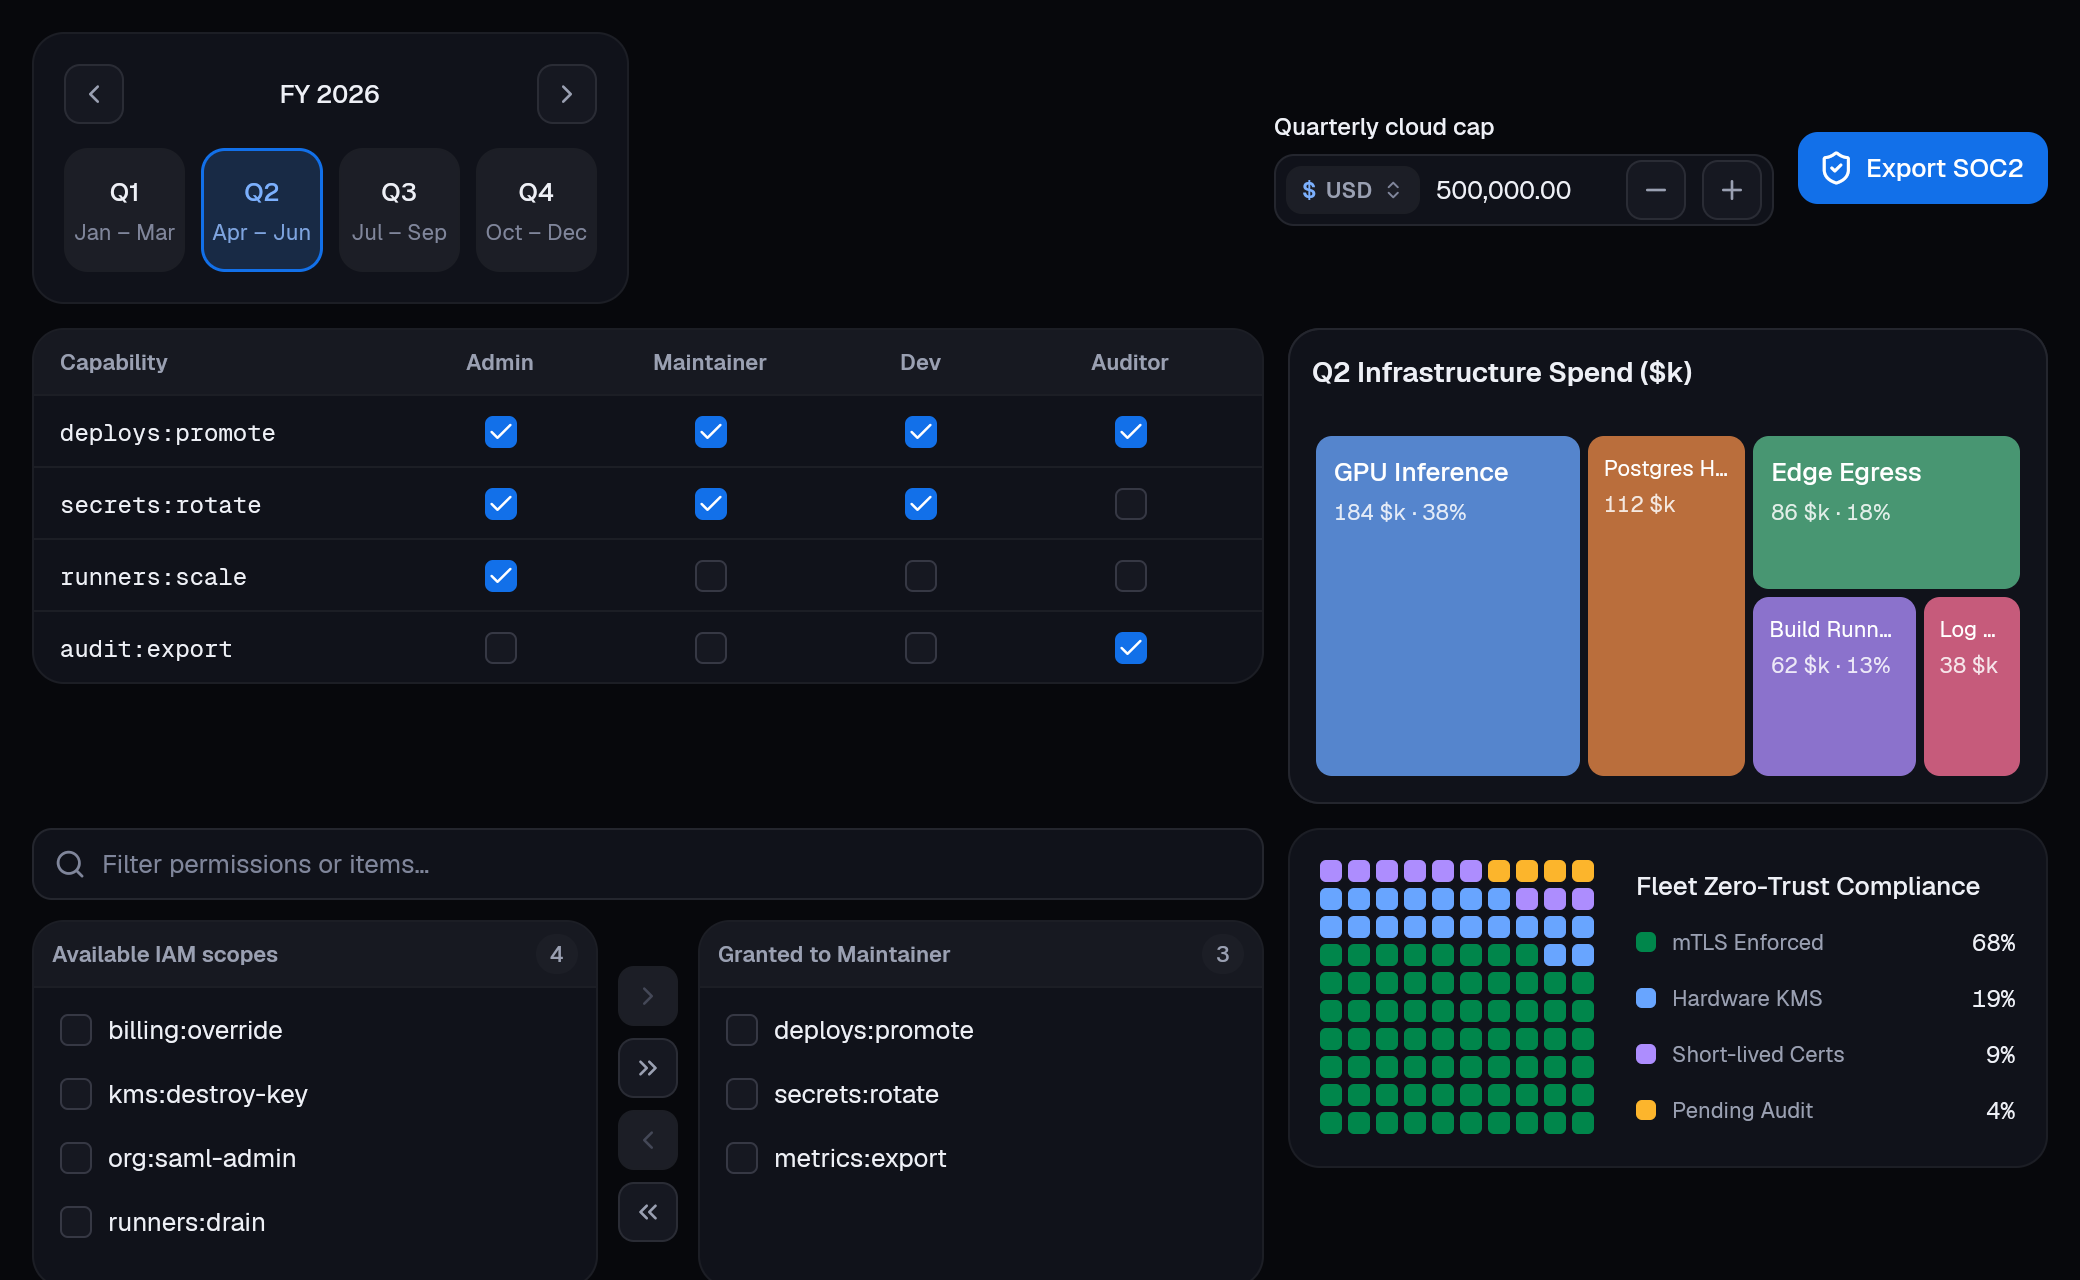 FY 2026
Q1
Jan – Mar
Q2
Apr – Jun
Q3
Jul – Sep
Q4
Oct – Dec
Quarterly cloud cap
$ USD
500,000.00
Export SOC2
Capability Admin Maintainer Dev Auditor
deploys:promote
secrets:rotate
runners:scale
audit:export
Q2 Infrastructure Spend ($k)
GPU Inference
184 $k · 38%
Postgres H…
112 $k
Edge Egress
86 $k · 18%
Build Runn…
62 $k · 13%
Log …
38 $k
Filter permissions or items…
Available IAM scopes 4
billing:override
kms:destroy-key
org:saml-admin
runners:drain
Granted to Maintainer 3
deploys:promote
secrets:rotate
metrics:export
Fleet Zero-Trust Compliance
mTLS Enforced 68%
Hardware KMS 19%
Short-lived Certs 9%
Pending Audit 4%